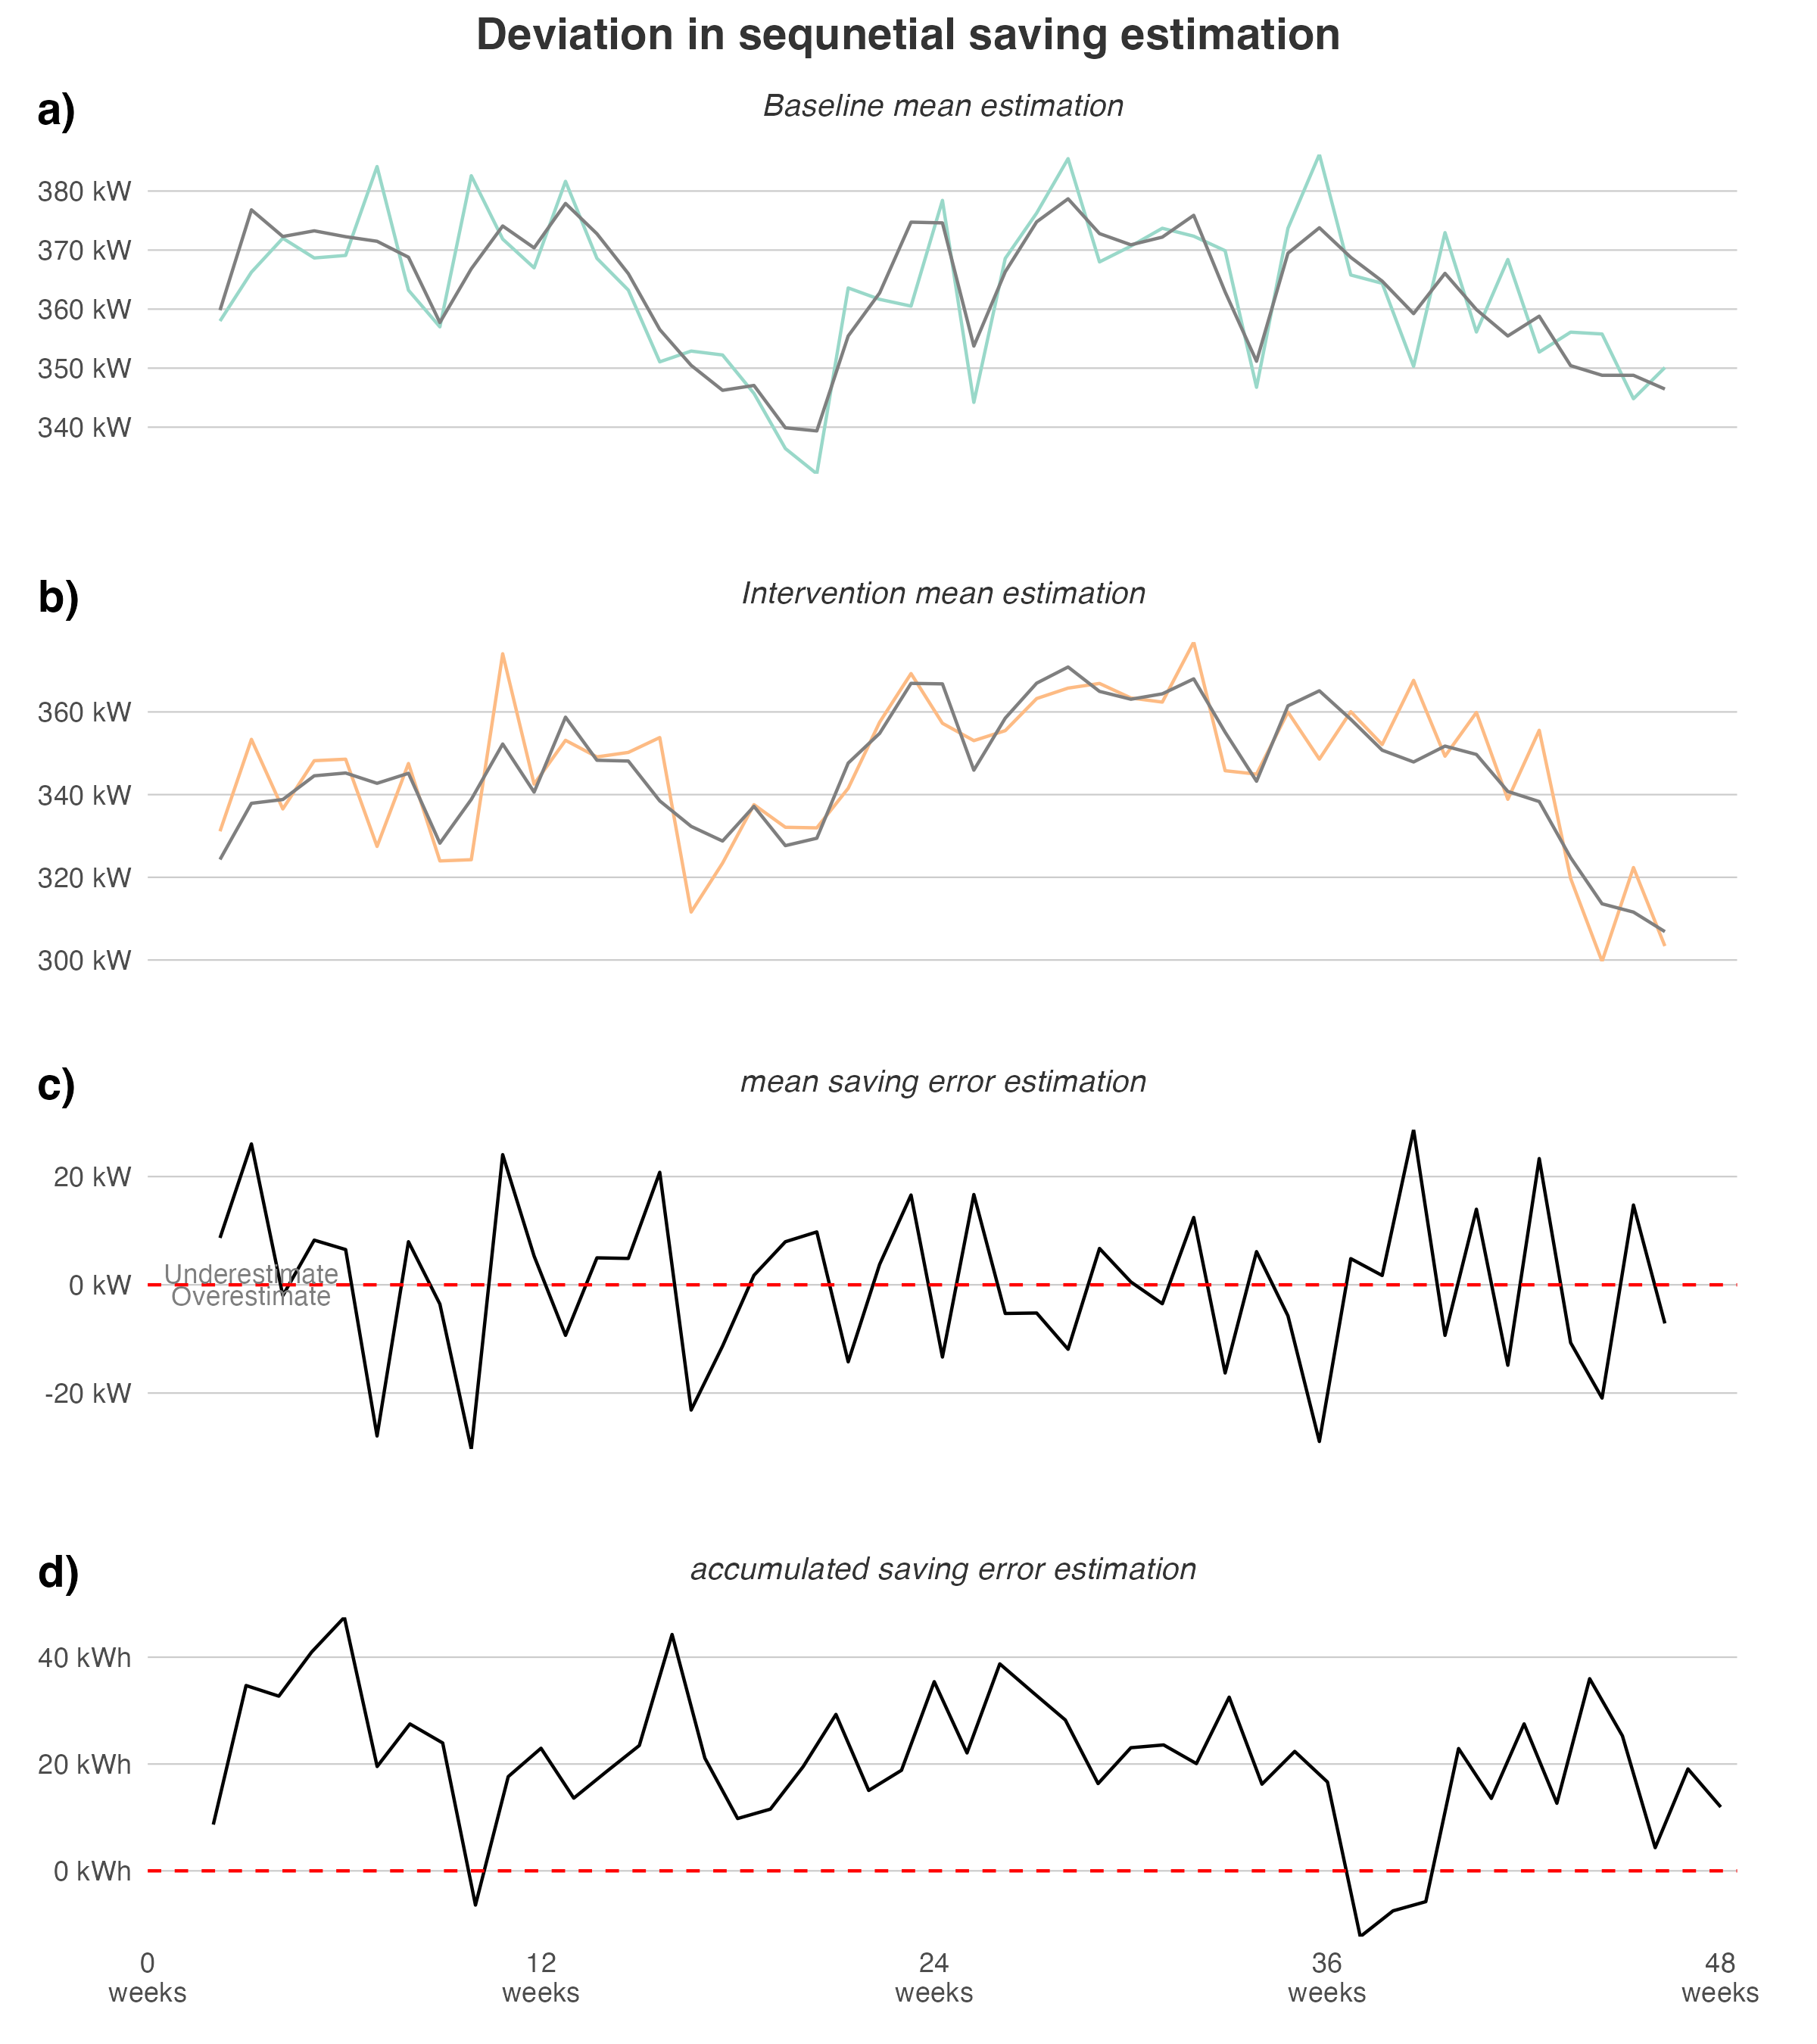 Deviation in sequnetial saving estimation
a)
Baseline mean estimation
380 kW
370 kW
360 kW
350 kW
340 kW
b)
Intervention mean estimation
360 kW
340 kW
320 kW
300 kW
c)
mean saving error estimation
20 kW
Underestimate
0 kW
Overestimate
-20 kW
d)
accumulated saving error estimation
40 kWh
20 kWh
0 kWh
0 12 24 36 48
weeks weeks weeks weeks weeks